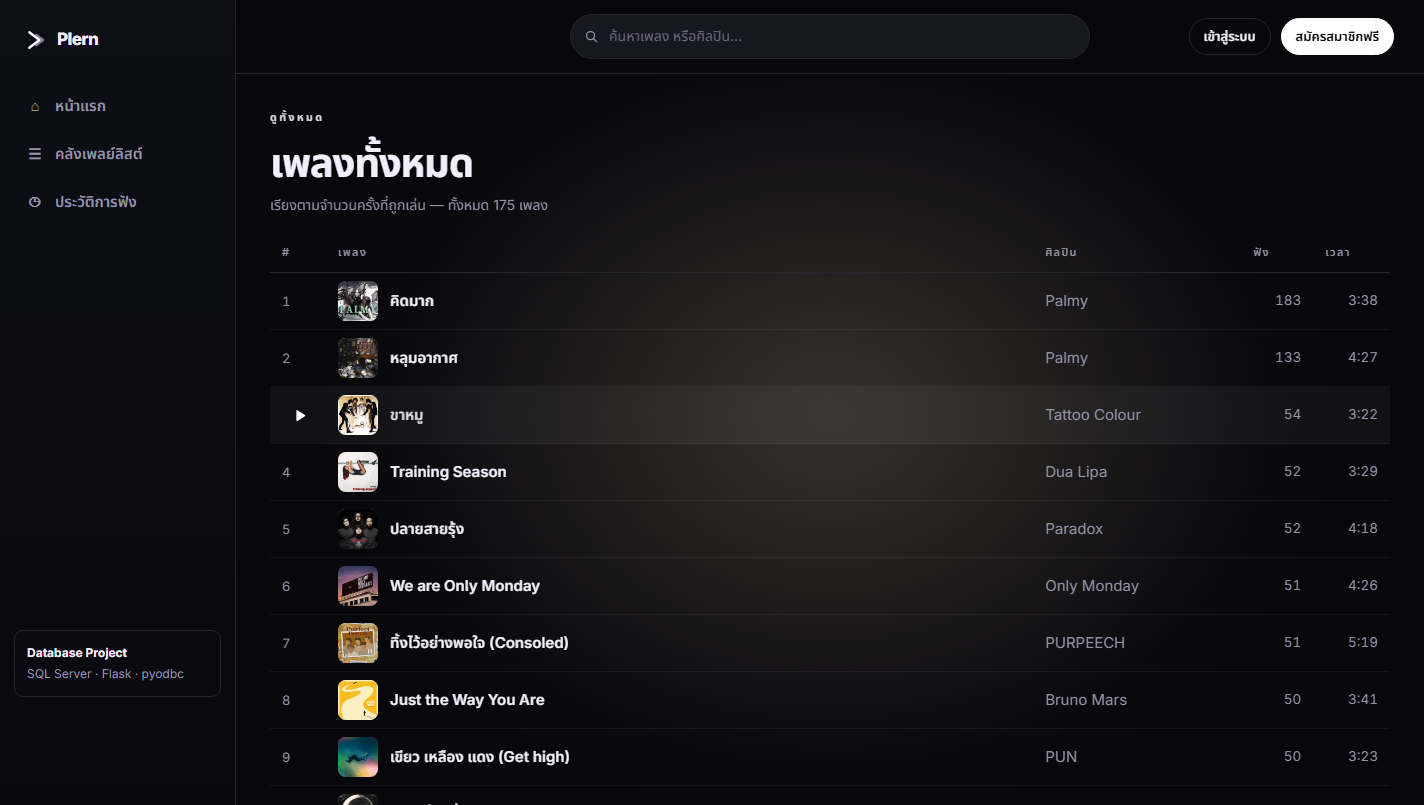 Plern
ค้นหาเพลง หรือศิลปิน...
เข้าสู่ระบบ
สมัครสมาชิกฟรี
หน้าแรก
คลังเพลย์ลิสต์
ประวัติการฟัง
ดูทั้งหมด
เพลงทั้งหมด
เรียงตามจำนวนครั้งที่ถูกเล่น — ทั้งหมด 175 เพลง
# เพลง ศิลปิน ฟัง เวลา
1 คิดมาก Palmy 183 3:38
2 หลุมอากาศ Palmy 133 4:27
ขาหมู Tattoo Colour 54 3:22
4 Training Season Dua Lipa 52 3:29
5 ปลายสายรุ้ง Paradox 52 4:18
6 We are Only Monday Only Monday 51 4:26
7 ทิ้งไว้อย่างพอใจ (Consoled) PURPEECH 51 5:19
8 Just the Way You Are Bruno Mars 50 3:41
9 เขียว เหลือง แดง (Get high) PUN 50 3:23
Database Project
SQL Server · Flask · pyodbc